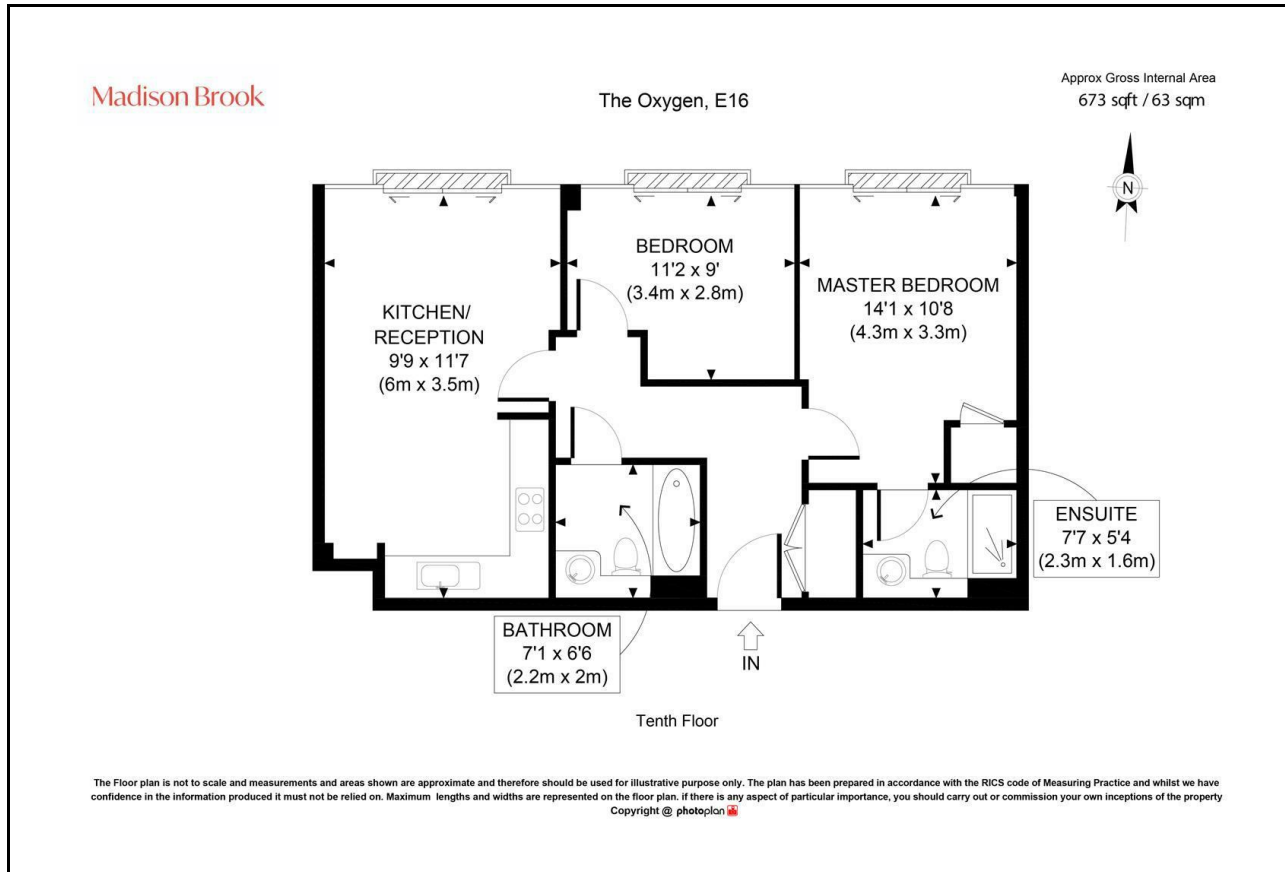 Madison Brook
The Oxygen, E16
Approx Gross Internal Area
673 sqft / 63 sqm
N
KITCHEN/
RECEPTION
9'9 x 11'7
(6m x 3.5m)
BEDROOM
11'2 x 9'
(3.4m x 2.8m)
MASTER BEDROOM
14'1 x 10'8
(4.3m x 3.3m)
ENSUITE
7'7 x 5'4
(2.3m x 1.6m)
BATHROOM
7'1 x 6'6
(2.2m x 2m)
IN
Tenth Floor
The Floor plan is not to scale and measurements and areas shown are approximate and therefore should be used for illustrative purpose only. The plan has been prepared in accordance with the RICS code of Measuring Practice and whilst we have
confidence in the information produced it must not be relied on. Maximum lengths and widths are represented on the floor plan. if there is any aspect of particular importance, you should carry out or commission your own inceptions of the property
Copyright @ photoplan